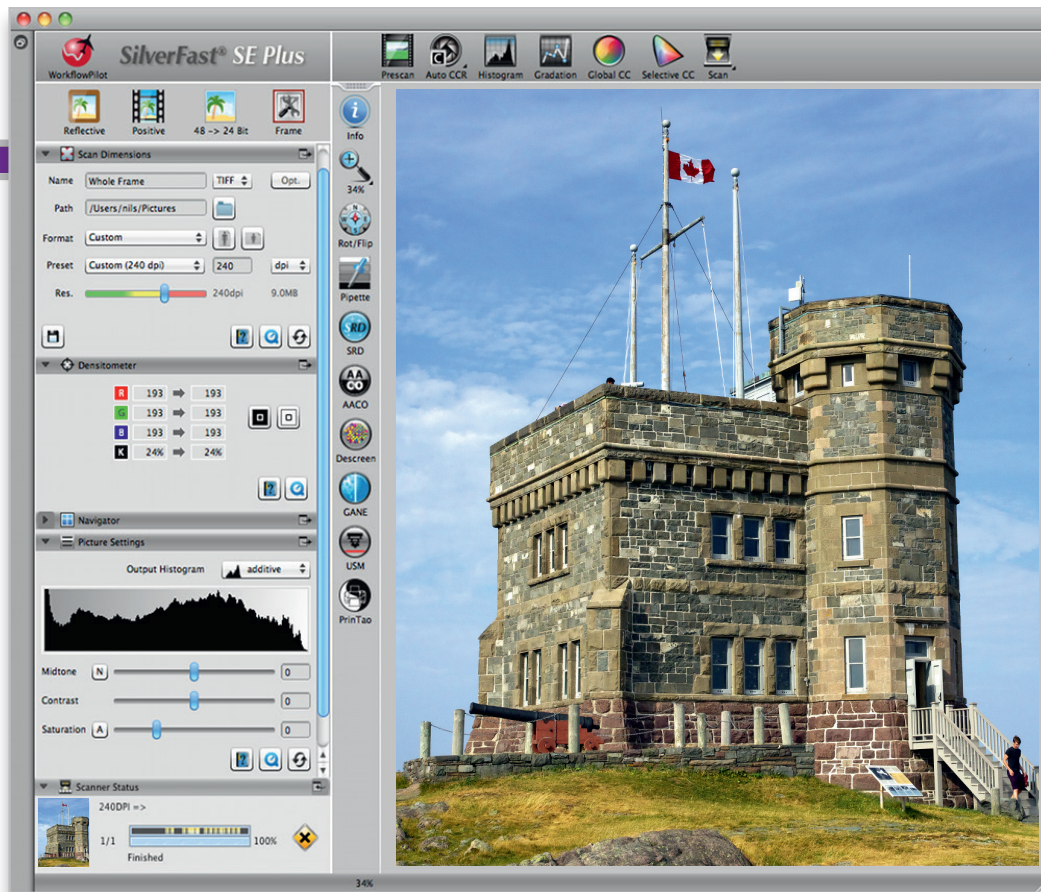 SilverFast® SE Plus
WorkflowPilot
Prescan Auto CCR Histogram Gradation Global CC Selective CC Scan
Reflective Positive 48 -> 24 Bit Frame
Scan Dimensions
Name Whole Frame TIFF Opt.
Path /Users/nils/Pictures
Format Custom
Preset Custom (240 dpi) 240 dpi
Res. 240dpi 9.0MB
Densitometer
R 193 193
G 193 193
B 193 193
K 24% 24%
Navigator
Picture Settings
Output Histogram additive
Midtone N 0
Contrast 0
Saturation A 0
Scanner Status
240DPI =>
1/1 100%
Finished
Info
34%
Rot/Flip
Pipette
SRD
SRD
AA
CO
AACO
Descreen
GANE
USM
PrinTao
34%